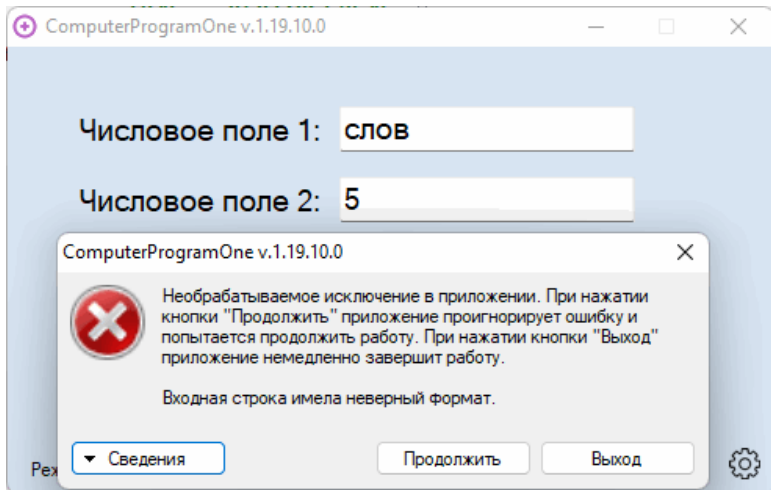 ComputerProgramOne v.1.19.10.0
Числовое поле 1: слов
Числовое поле 2: 5
ComputerProgramOne v.1.19.10.0
Необрабатываемое исключение в приложении. При нажатии
кнопки "Продолжить" приложение проигнорирует ошибку и
попытается продолжить работу. При нажатии кнопки "Выход"
приложение немедленно завершит работу.
Входная строка имела неверный формат.
Сведения Продолжить Выход